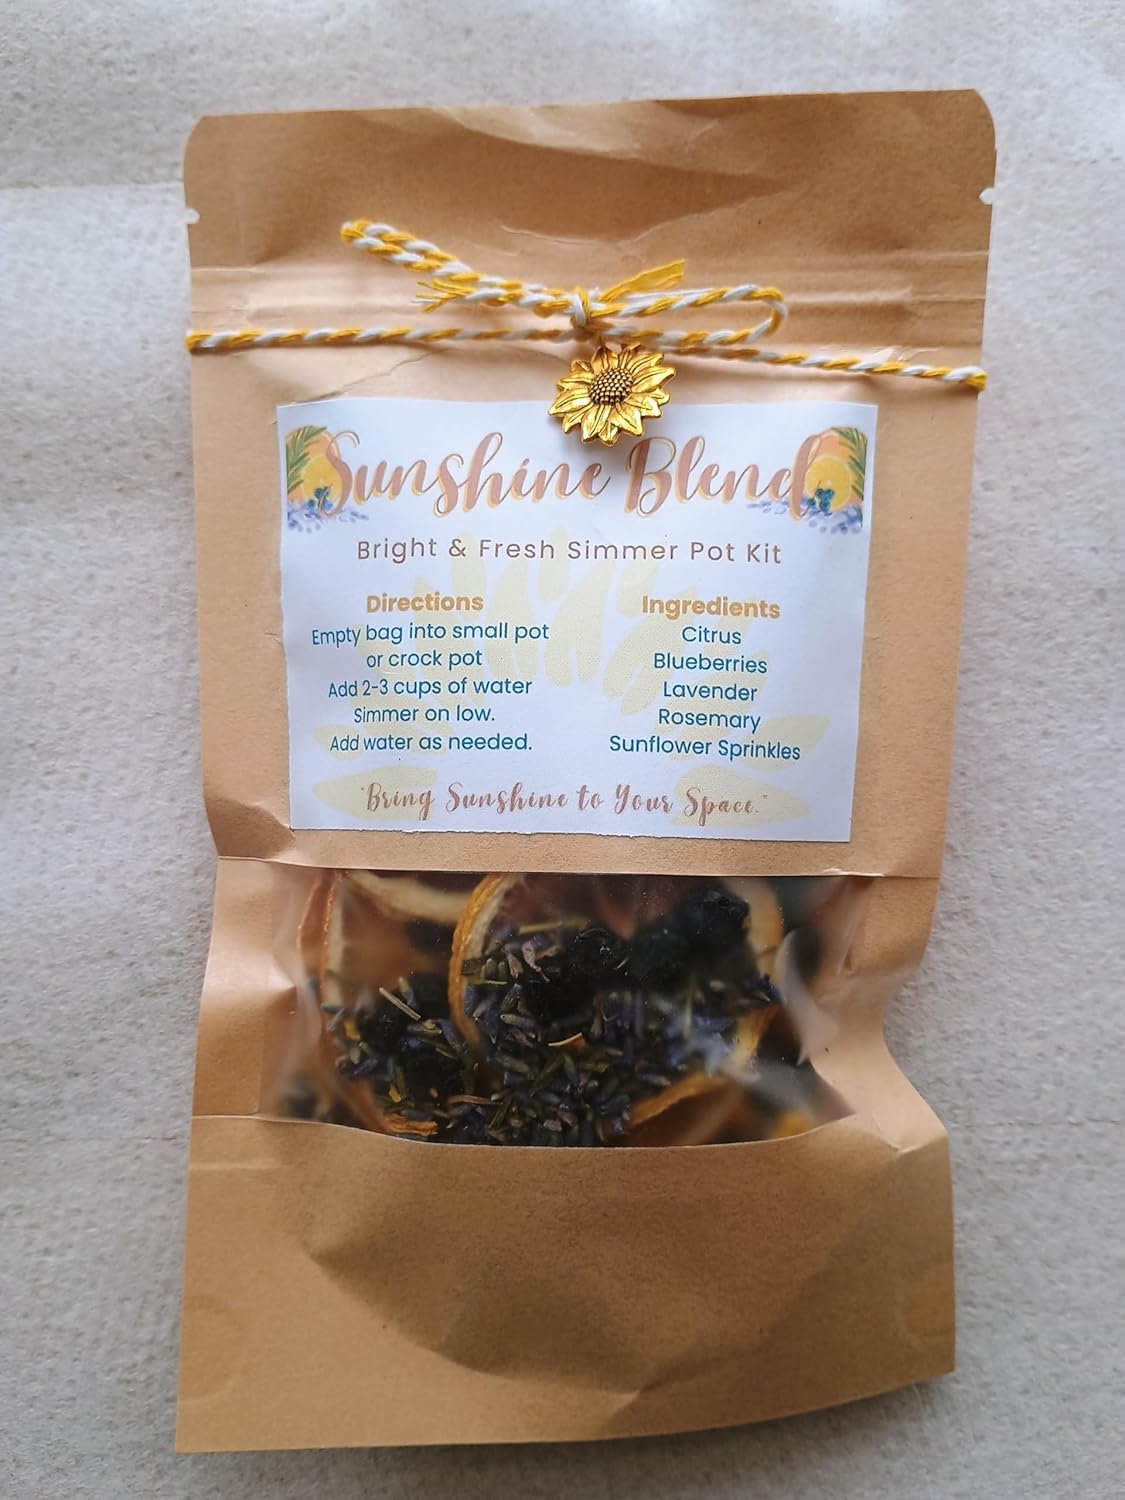 Sunshine Blend
Bright & Fresh Simmer Pot Kit
Directions
Empty bag into small pot
or crock pot
Add 2-3 cups of water
Simmer on low.
Add water as needed.
Ingredients
Citrus
Blueberries
Lavender
Rosemary
Sunflower Sprinkles
"Bring Sunshine to Your Space."